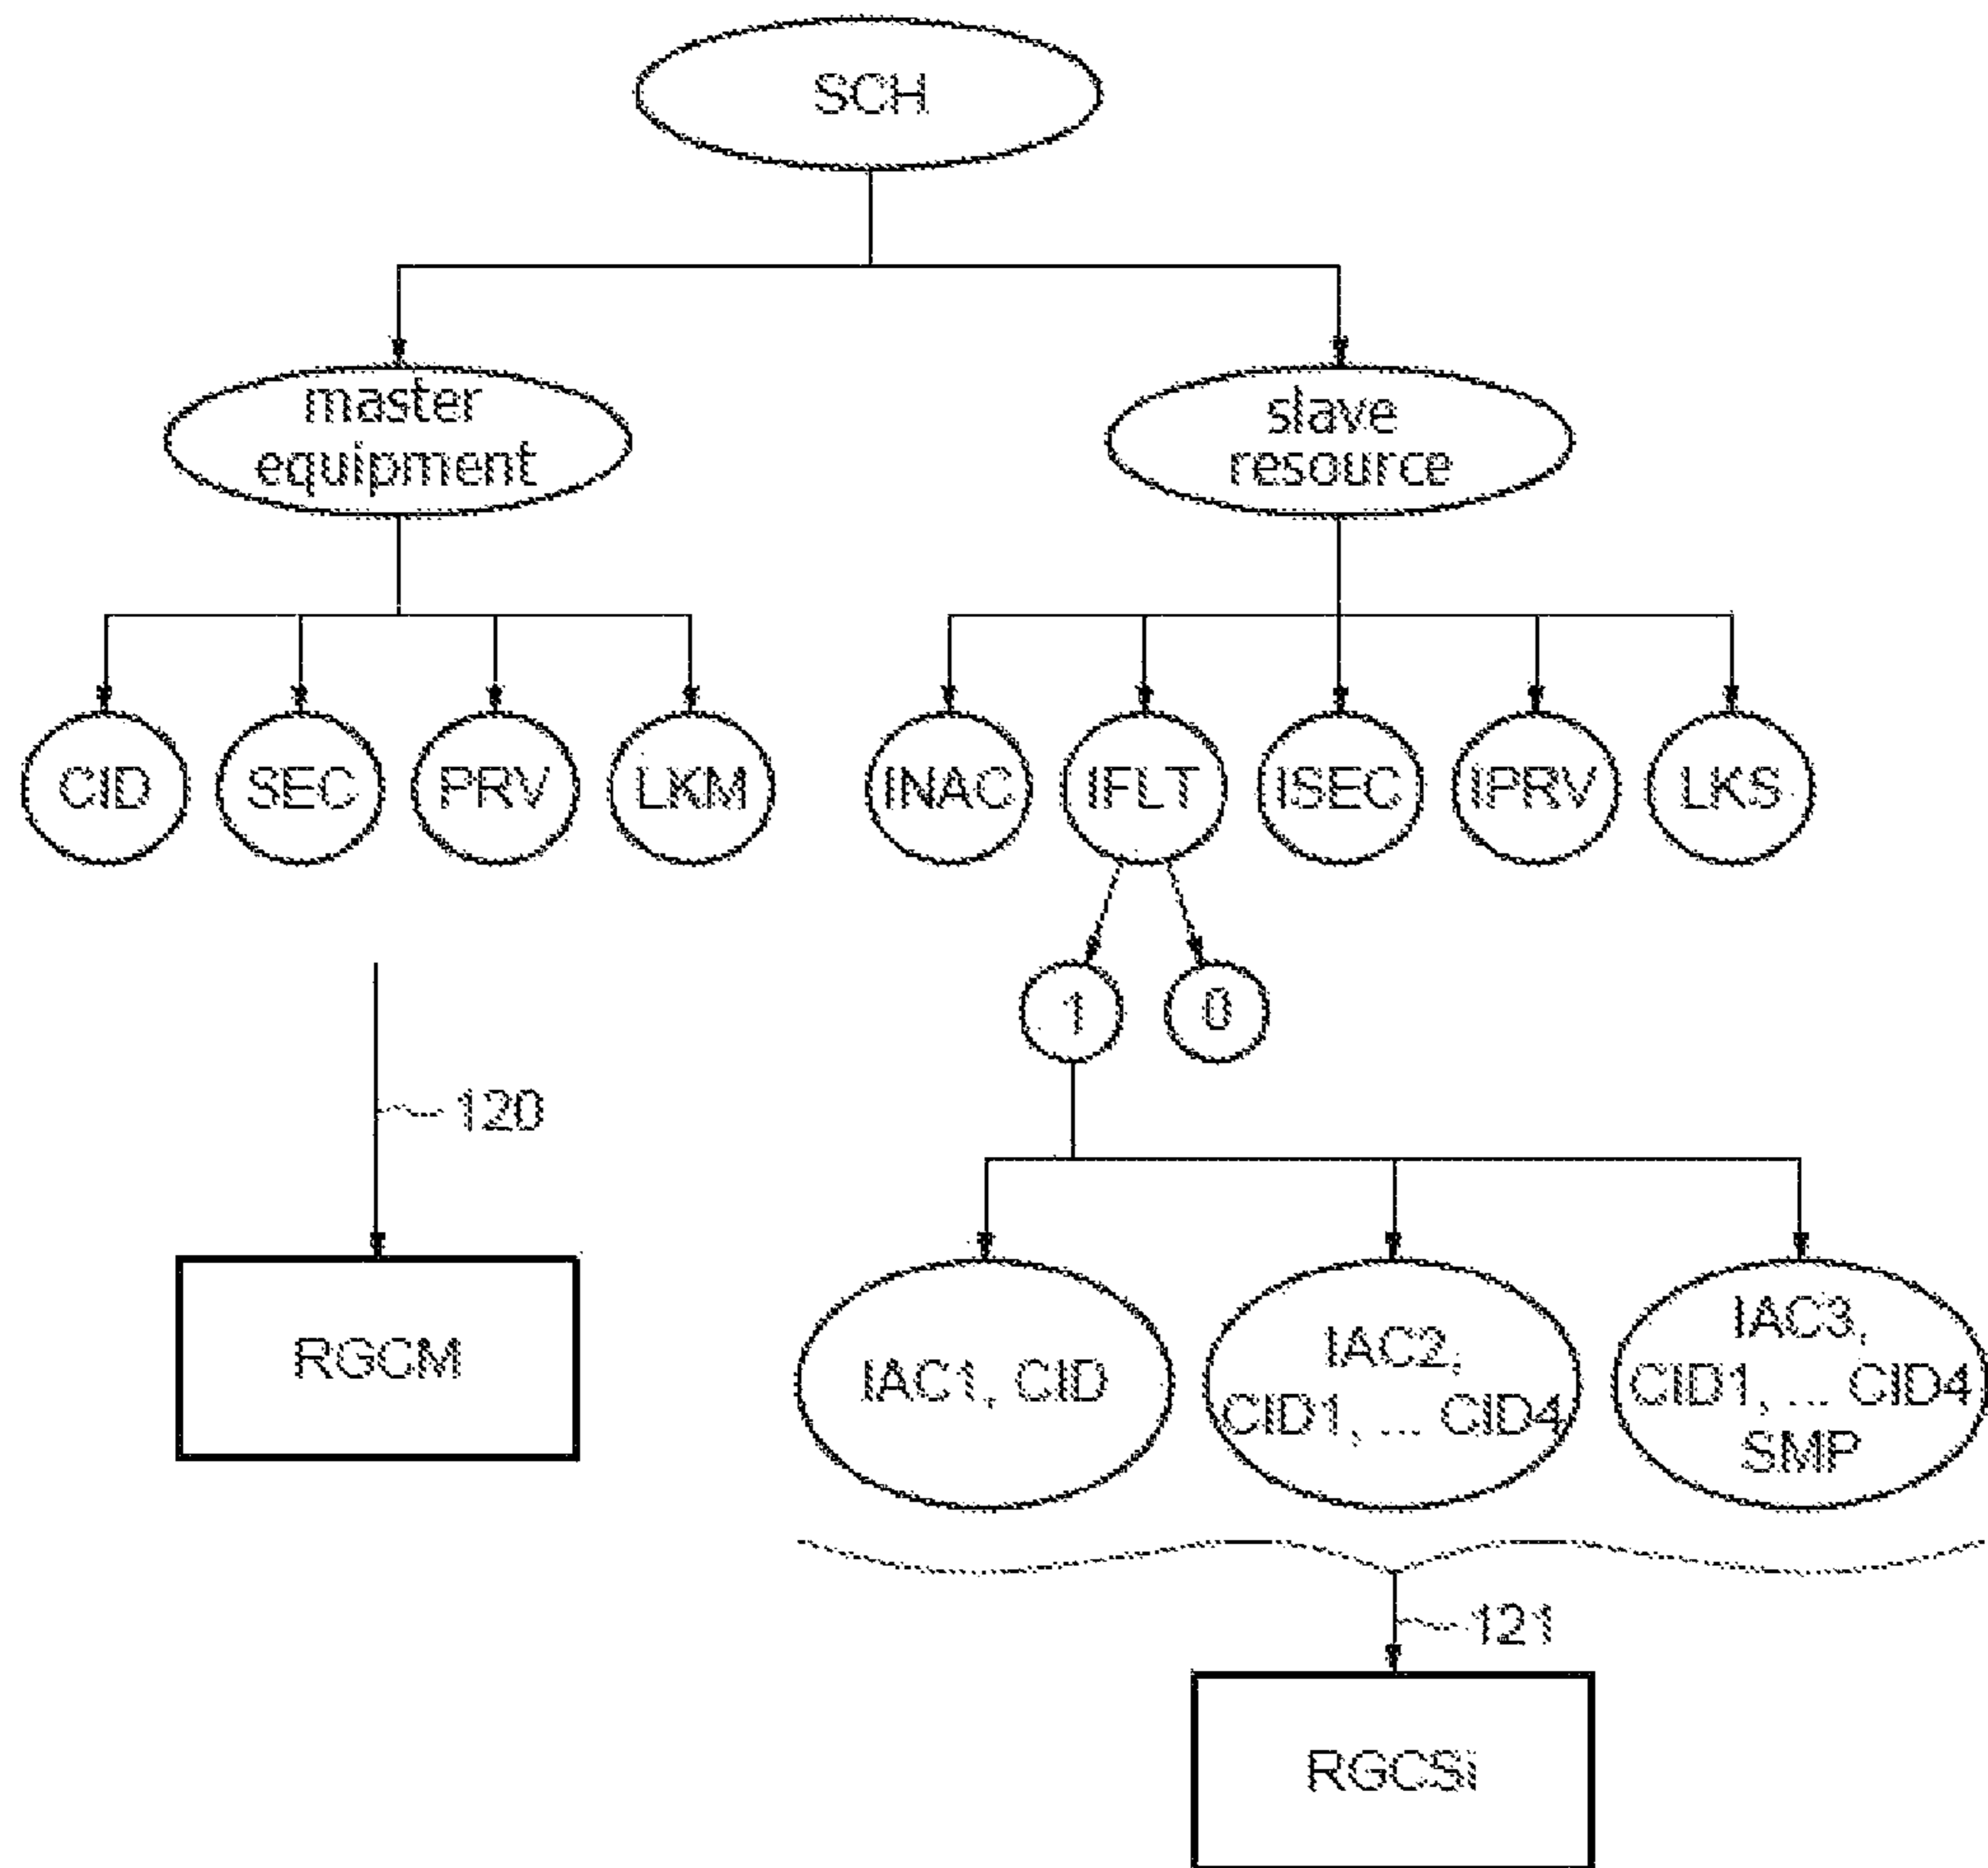 SCH
master
equipment
slave
resource
CID
SEC
PRV
LKM
INAC
IFLT
ISEC
IPRV
LKS
1
0
120
RGCM
IAC1, CID
IAC2,
CID1, ... CID4
IAC3,
CID1, ... CID4
SMP
121
RGCSi